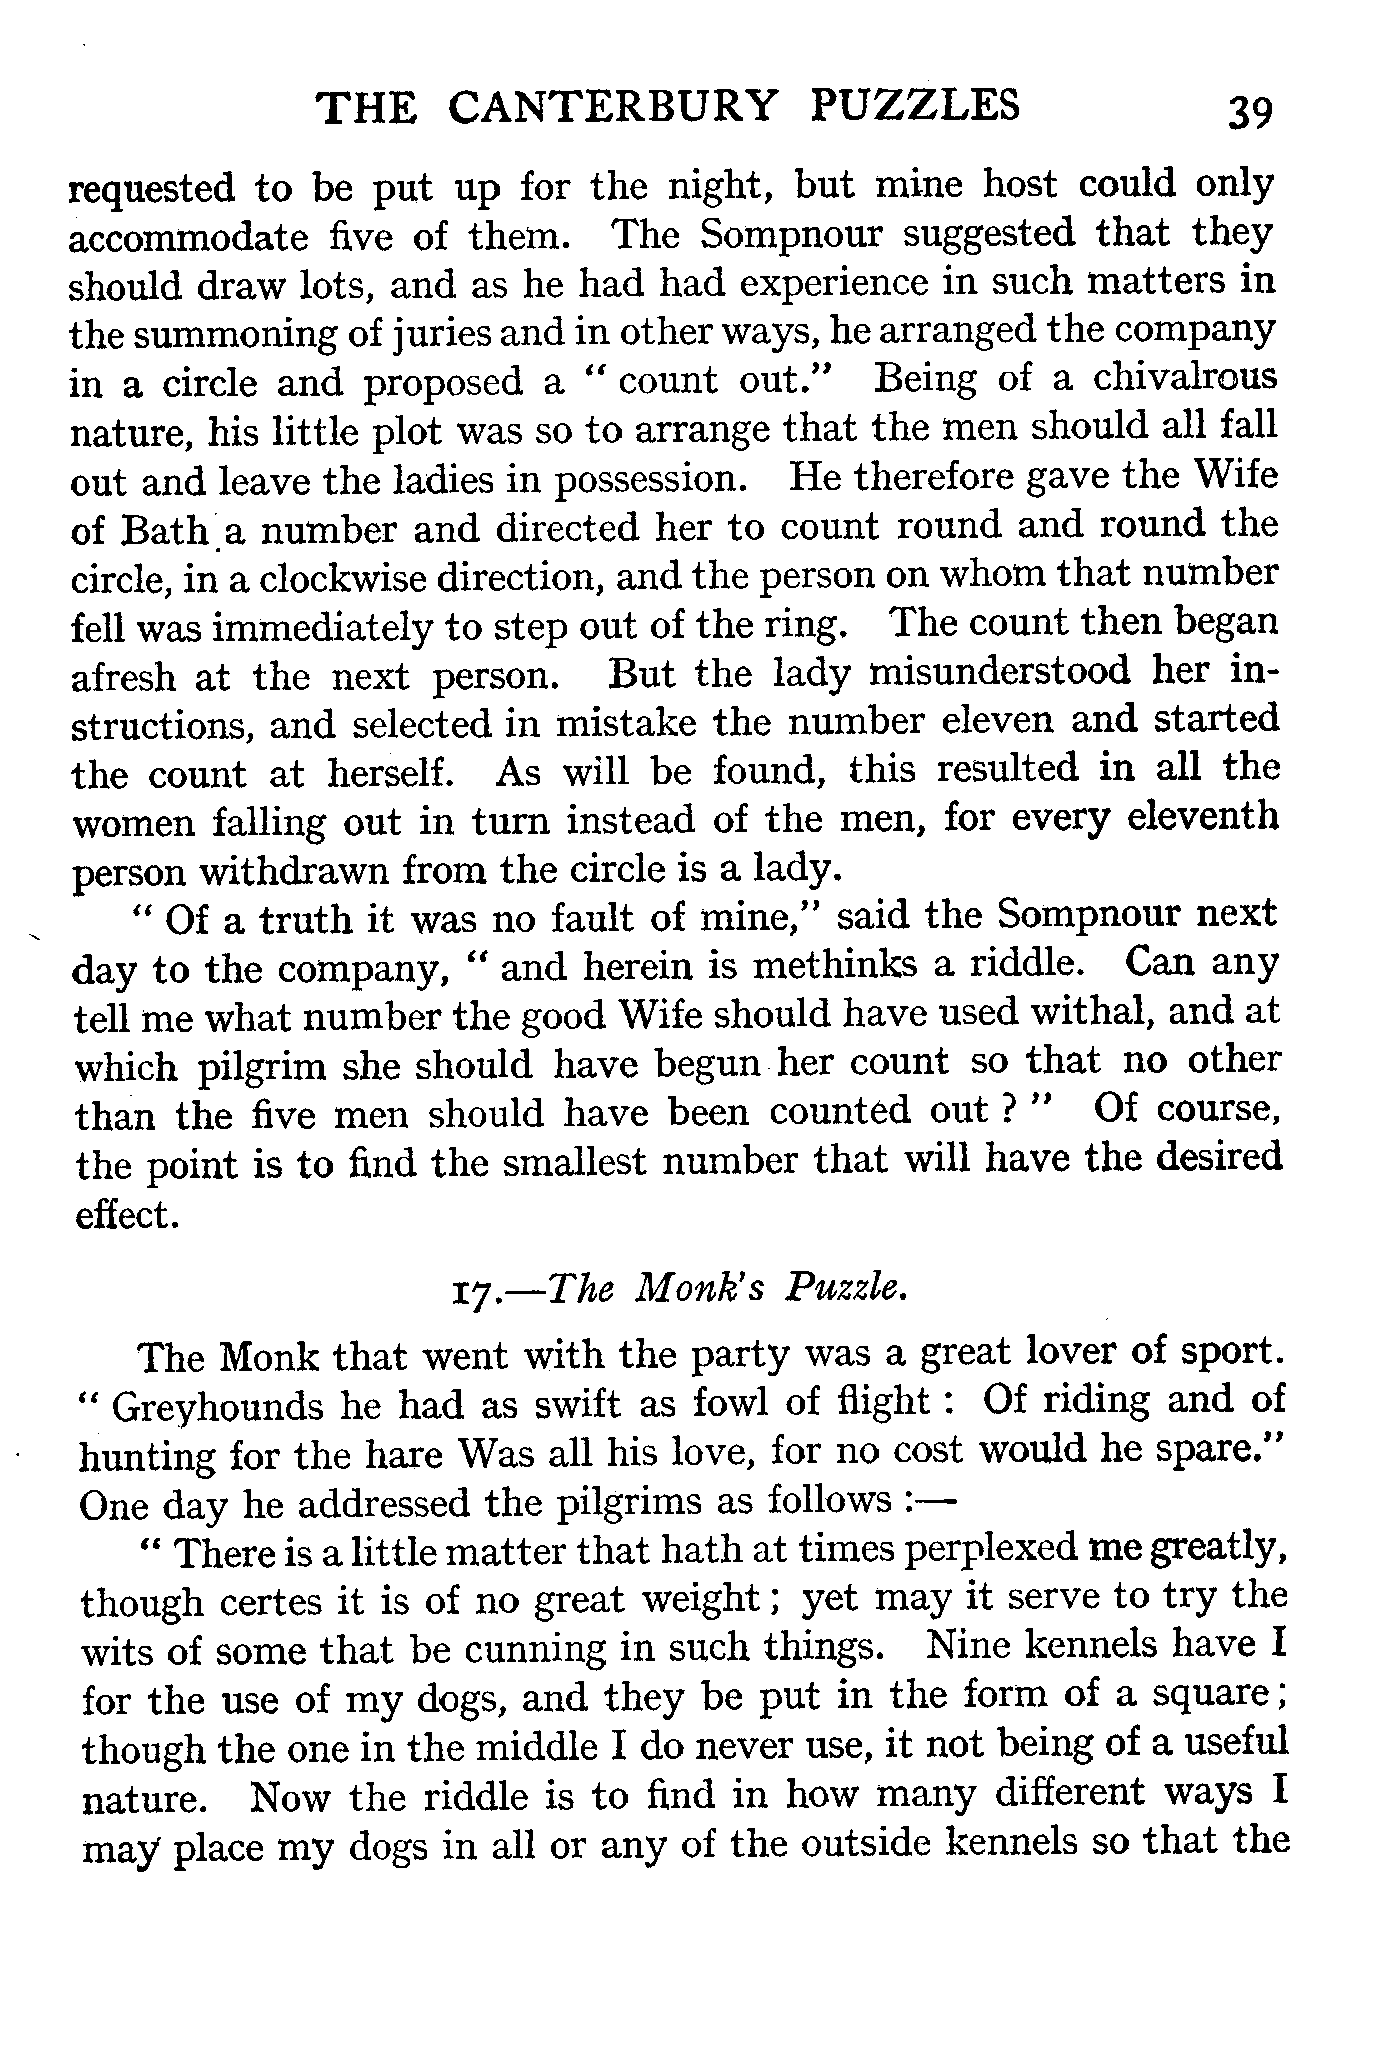 THE CANTERBURY PUZZLES 39
requested to be put up for the night, but mine host could only
accommodate five of them. The Sompnour suggested that they
should draw lots, and as he had had experience in such matters in
the summoning of juries and in other ways, he arranged the company
in a circle and proposed a “ count out.” Being of a chivalrous
nature, his little plot was so to arrange that the men should all fall
out and leave the ladies in possession. He therefore gave the Wife
of Bath a number and directed her to count round and round the
circle, in a clockwise direction, and the person on whom that number
fell was immediately to step out of the ring. The count then began
afresh at the next person. But the lady misunderstood her in-
structions, and selected in mistake the number eleven and started
the count at herself. As will be found, this resulted in all the
women falling out in turn instead of the men, for every eleventh
person withdrawn from the circle is a lady.
“ Of a truth it was no fault of mine,” said the Sompnour next
day to the company, “ and herein is methinks a riddle. Can any
tell me what number the good Wife should have used withal, and at
which pilgrim she should have begun her count so that no other
than the five men should have been counted out ? ” Of course,
the point is to find the smallest number that will have the desired
effect.
17.—The Monk's Puzzle.
The Monk that went with the party was a great lover of sport.
“ Greyhounds he had as swift as fowl of flight : Of riding and of
hunting for the hare Was all his love, for no cost would he spare.”
One day he addressed the pilgrims as follows :—
“ There is a little matter that hath at times perplexed me greatly,
though certes it is of no great weight ; yet may it serve to try the
wits of some that be cunning in such things. Nine kennels have I
for the use of my dogs, and they be put in the form of a square ;
though the one in the middle I do never use, it not being of a useful
nature. Now the riddle is to find in how many different ways I
may place my dogs in all or any of the outside kennels so that the